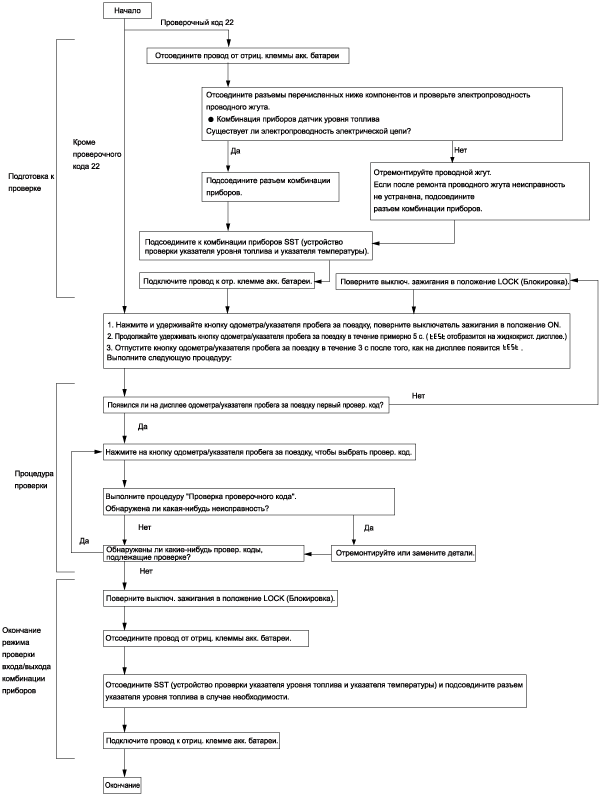 Начало
Проверочный код 22
Отсоедините провод от отриц. клеммы акк. батареи
Отсоедините разъемы перечисленных ниже компонентов и проверьте электропроводность
проводного жгута.
● Комбинация приборов датчик уровня топлива
Существует ли электропроводность электрической цепи?
Кроме
проверочного
кода 22
Подготовка к
проверке
Да
Нет
Подсоедините разъем комбинации
приборов.
Отремонтируйте проводной жгут.
Если после ремонта проводного жгута неисправность
не устранена, подсоедините
разъем комбинации приборов.
Подсоедините к комбинации приборов SST (устройство
проверки указателя уровня топлива и указателя температуры).
Подключите провод к отр. клемме акк. батареи.
Поверните выключ. зажигания в положение LOCK (Блокировка).
1. Нажмите и удерживайте кнопку одометра/указателя пробега за поездку, поверните выключатель зажигания в положение ON.
2. Продолжайте удерживать кнопку одометра/указателя пробега за поездку в течение примерно 5 с. ( tESt отобразится на жидкокрист. дисплее.)
3. Отпустите кнопку одометра/указателя пробега за поездку в течение 3 с после того, как на дисплее появится tESt .
Выполните следующую процедуру:
Появился ли на дисплее одометра/указателя пробега за поездку первый провер. код?
Нет
Да
Нажмите на кнопку одометра/указателя пробега за поездку, чтобы выбрать провер. код.
Процедура
проверки
Выполните процедуру "Проверка проверочного кода".
Обнаружена ли какая-нибудь неисправность?
Нет
Да
Да
Обнаружены ли какие-нибудь провер. коды,
подлежащие проверке?
Отремонтируйте или замените детали.
Нет
Поверните выключ. зажигания в положение LOCK (Блокировка).
Окончание
режима
проверки
входа/выхода
комбинации
приборов
Отсоедините провод от отриц. клеммы акк. батареи.
Отсоедините SST (устройство проверки указателя уровня топлива и указателя температуры) и подсоедините разъем
указателя уровня топлива в случае необходимости.
Подключите провод к отриц. клемме акк. батареи.
Окончание